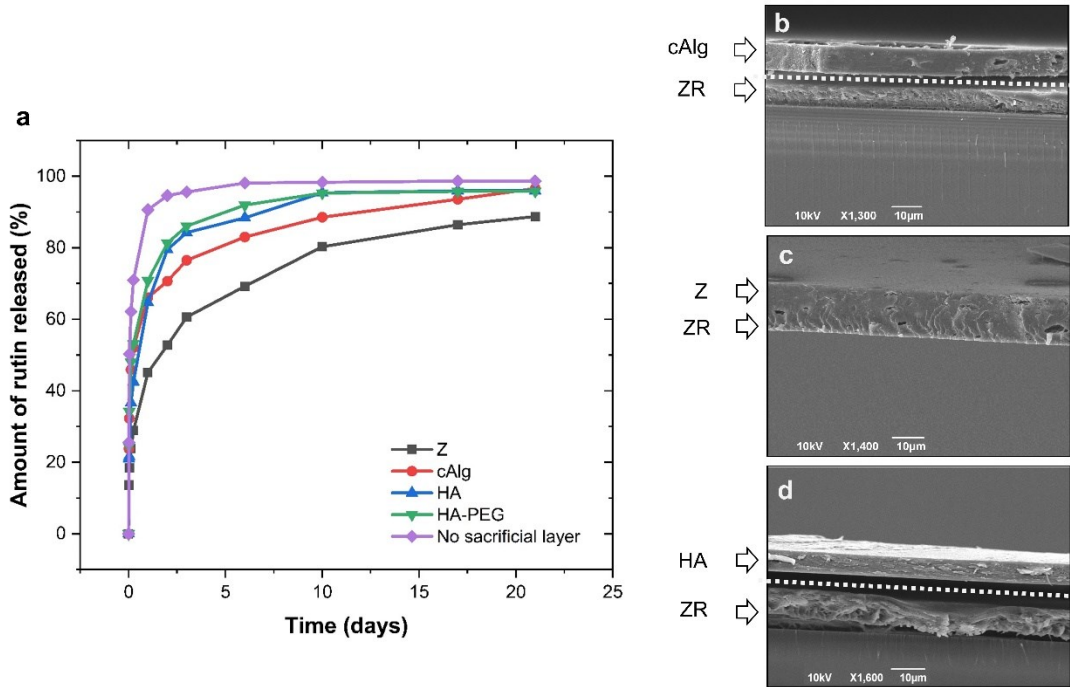 a
Amount of rutin released (%)
100
80
60
40
20
0
Z
cAlg
HA
HA-PEG
No sacrificial layer
0 5 10 15 20 25
Time (days)
cAlg
ZR
b
10kV X1,300 10μm
Z
ZR
c
10kV X1,400 10μm
HA
ZR
d
10kV X1,600 10μm